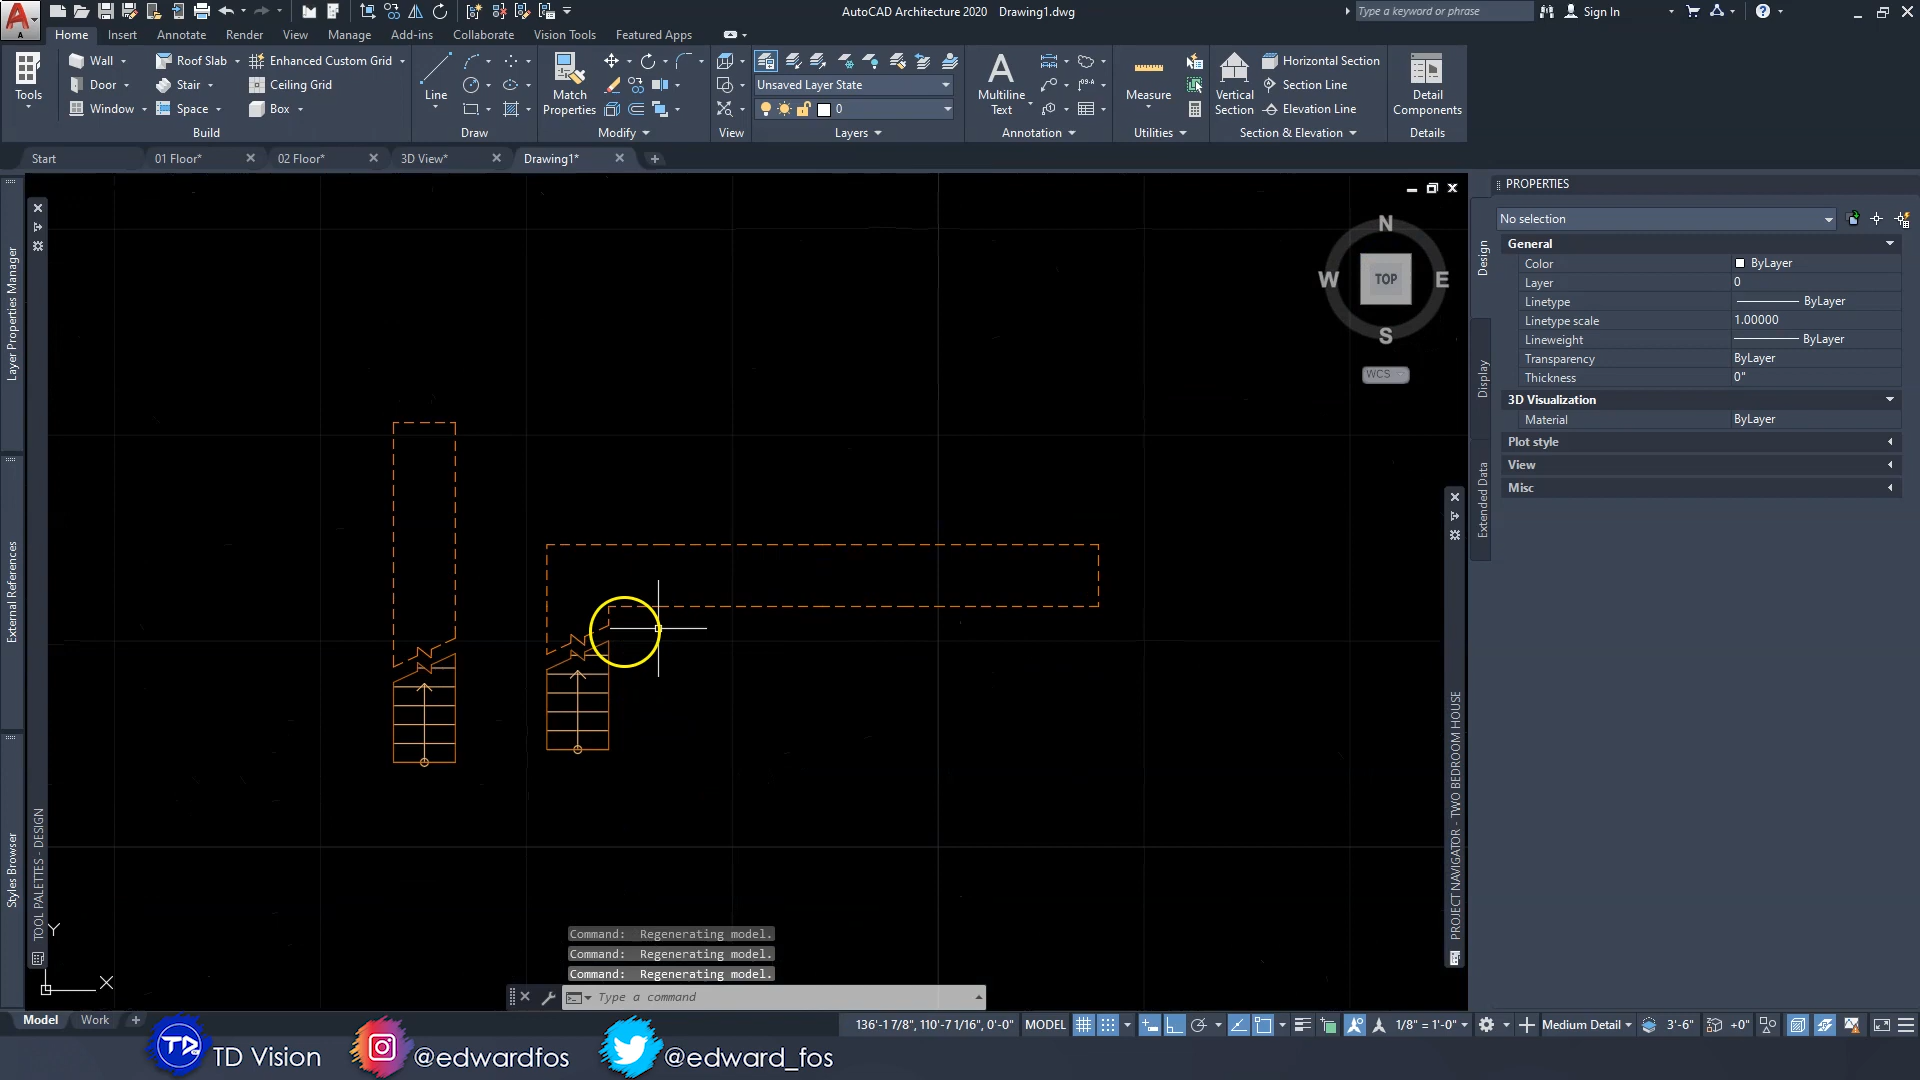 AutoCAD Architecture 2020 Drawing1.dwg
Type a keyword or phrase
Sign In
Home Insert Annotate Render View Manage Add-ins Collaborate Vision Tools Featured Apps
Tools
Wall
Door
Window
Roof Slab
Stair
Space
Enhanced Custom Grid
Ceiling Grid
Box
Build
Line
Draw
Match
Properties
Modify
View
Unsaved Layer State
0
Layers
Multiline
Text
Annotation
Measure
Utilities
Vertical
Section
Horizontal Section
Section Line
Elevation Line
Section & Elevation
Detail
Components
Details
Start 01 Floor* 02 Floor* 3D View* Drawing1*
Layer Properties Manager
External References
Styles Browser
TOOL PALETTES - DESIGN
N
W TOP E
S
WCS
PROJECT NAVIGATOR - TWO BEDROOM HOUSE
PROPERTIES
No selection
Design
Display
Extended Data
General
Color ByLayer
Layer 0
Linetype ByLayer
Linetype scale 1.00000
Lineweight ByLayer
Transparency ByLayer
Thickness 0"
3D Visualization
Material ByLayer
Plot style
View
Misc
Y
X
Command: Regenerating model.
Command: Regenerating model.
Command: Regenerating model.
Type a command
Model Work
136'-1 7/8", 110'-7 1/16", 0'-0" MODEL 1/8" = 1'-0" Medium Detail 3'-6" +0"
TD Vision @edwardfos @edward_fos